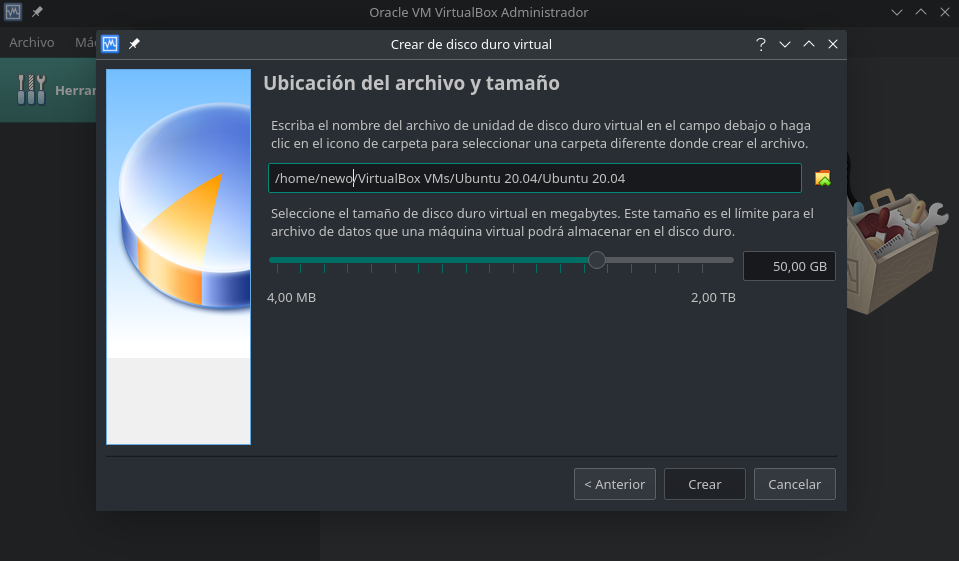 Oracle VM VirtualBox Administrador
Archivo
Crear de disco duro virtual
Ubicación del archivo y tamaño
Escriba el nombre del archivo de unidad de disco duro virtual en el campo debajo o haga
clic en el icono de carpeta para seleccionar una carpeta diferente donde crear el archivo.
/home/newo/VirtualBox VMs/Ubuntu 20.04/Ubuntu 20.04
Seleccione el tamaño de disco duro virtual en megabytes. Este tamaño es el límite para el
archivo de datos que una máquina virtual podrá almacenar en el disco duro.
50,00 GB
4,00 MB
2,00 TB
< Anterior
Crear
Cancelar